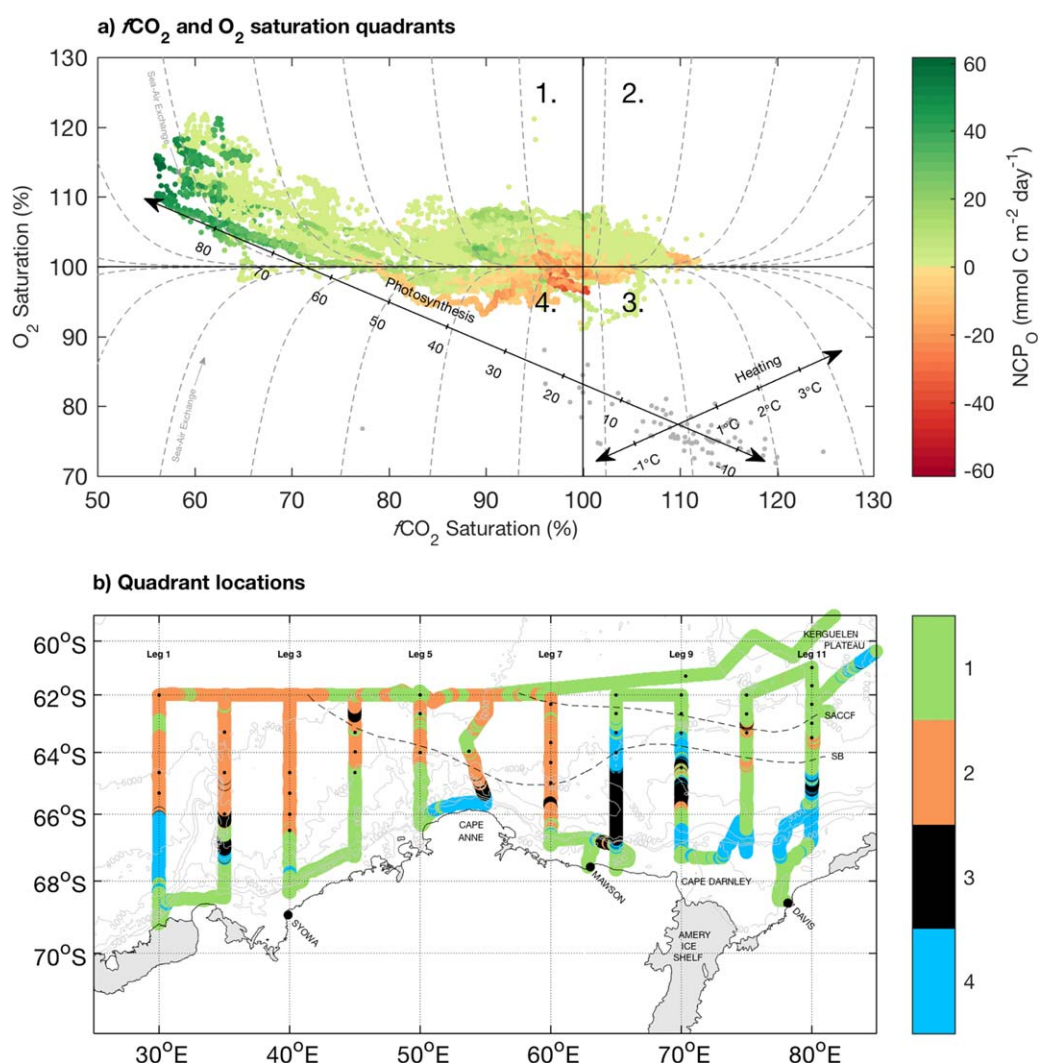 a) fCO2 and O2 saturation quadrants
130
120
110
100
90
80
70
O2 Saturation (%)
Sea-Air Exchange
Sea-Air Exchange
1.
2.
4.
3.
80
70
60
50
40
30
20
10
-10
Photosynthesis
Heating
-1°C
1°C
2°C
3°C
50
60
70
80
90
100
110
120
130
fCO2 Saturation (%)
60
40
20
0
-20
-40
-60
NCPO (mmol C m-2 day-1)
b) Quadrant locations
60°S
62°S
64°S
66°S
68°S
70°S
Leg 1
Leg 3
Leg 5
Leg 7
Leg 9
Leg 11
KERGUELEN
PLATEAU
SACCF
SB
4000
CAPE
ANNE
SYOWA
MAWSON
CAPE DARNLEY
DAVIS
AMERY
ICE
SHELF
30°E
40°E
50°E
60°E
70°E
80°E
1
2
3
4